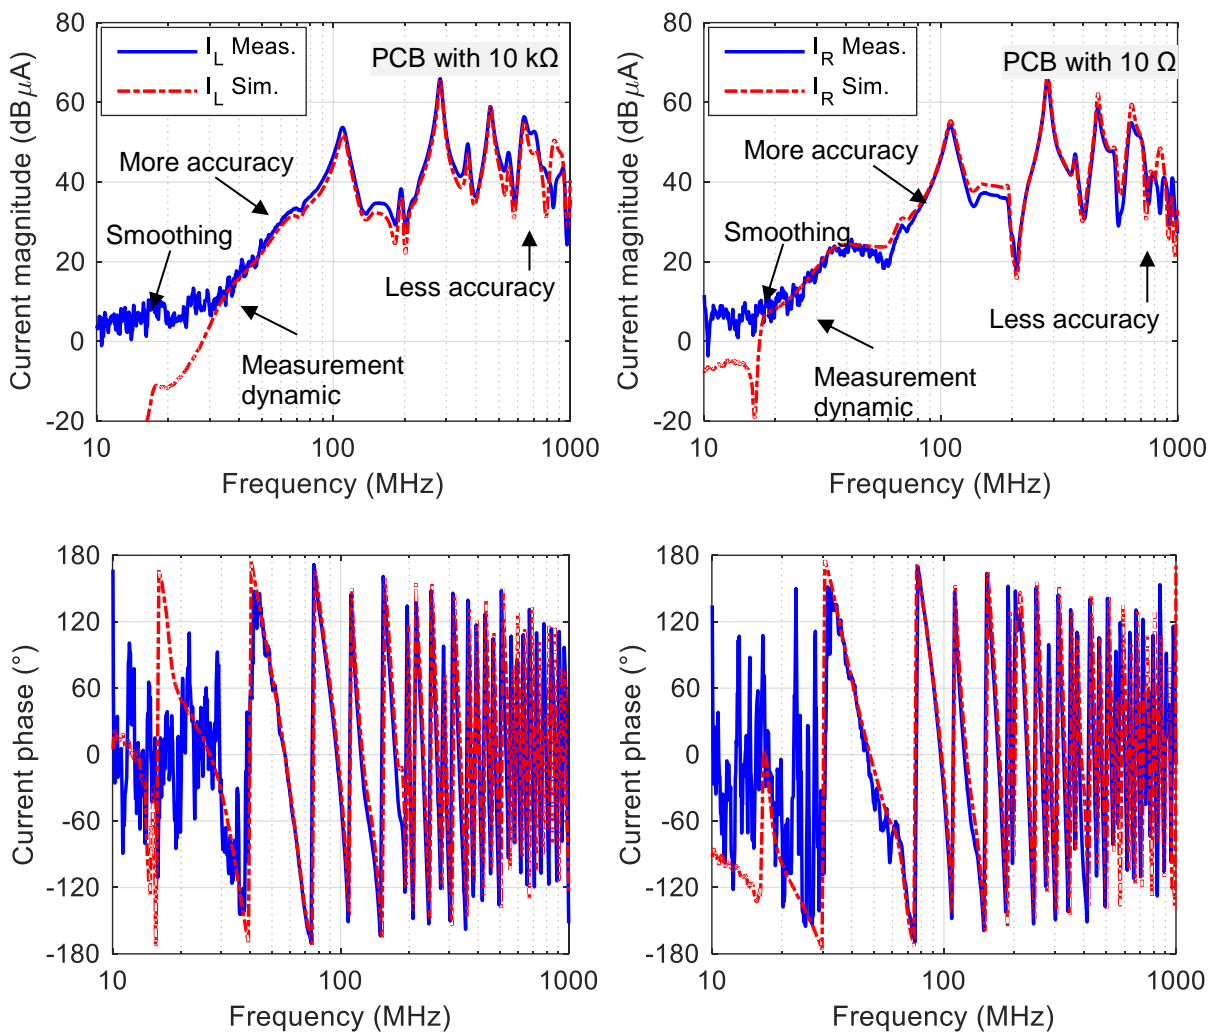 80
60
40
20
0
-20
Current magnitude (dBμA)
I_L Meas.
I_L Sim.
PCB with 10 kΩ
More accuracy
Smoothing
Less accuracy
Measurement
dynamic
10
100
1000
Frequency (MHz)
80
60
40
20
0
-20
Current magnitude (dBμA)
I_R Meas.
I_R Sim.
PCB with 10 Ω
More accuracy
Smoothing
Less accuracy
Measurement
dynamic
10
100
1000
Frequency (MHz)
180
120
60
0
-60
-120
-180
Current phase (°)
10
100
1000
Frequency (MHz)
180
120
60
0
-60
-120
-180
Current phase (°)
10
100
1000
Frequency (MHz)